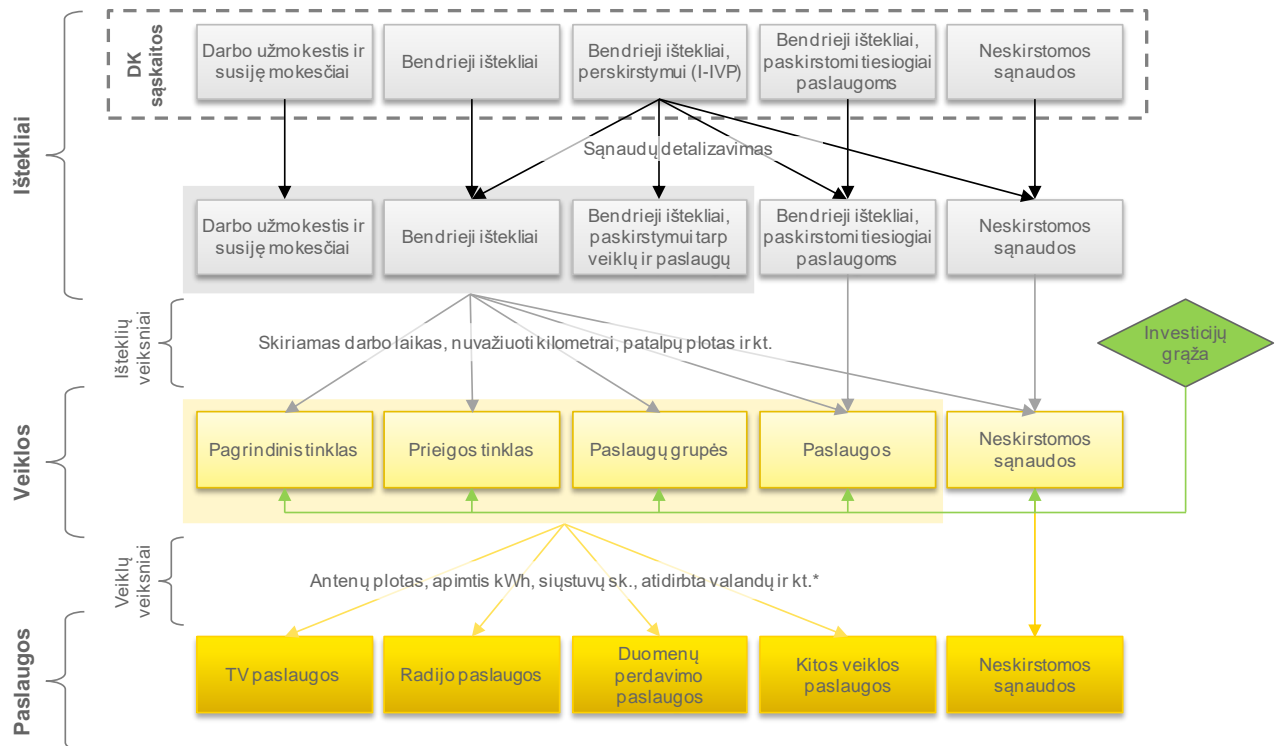 Ištekliai
DK
sąskaitos
Darbo užmokestis ir
susiję mokesčiai
Bendrieji ištekliai
Bendrieji ištekliai,
perskirstymui (I-IVP)
Bendrieji ištekliai,
paskirstomi tiesiogiai
paslaugoms
Neskirstomos
sąnaudos
Sąnaudų detalizavimas
Darbo užmokestis ir
susiję mokesčiai
Bendrieji ištekliai
Bendrieji ištekliai,
paskirstymui tarp
veiklų ir paslaugų
Bendrieji ištekliai,
paskirstomi tiesiogiai
paslaugoms
Neskirstomos
sąnaudos
Išteklių
veiksniai
Skiriamas darbo laikas, nuvažiuoti kilometrai, patalpų plotas ir kt.
Investicijų
grąža
Veiklos
Pagrindinis tinklas
Prieigos tinklas
Paslaugų grupės
Paslaugos
Neskirstomos
sąnaudos
Veiklų
veiksniai
Antenų plotas, apimtis kWh, siųstuvų sk., atidirbta valandų ir kt.*
Paslaugos
TV paslaugos
Radijo paslaugos
Duomenų
perdavimo
paslaugos
Kitos veiklos
paslaugos
Neskirstomos
sąnaudos